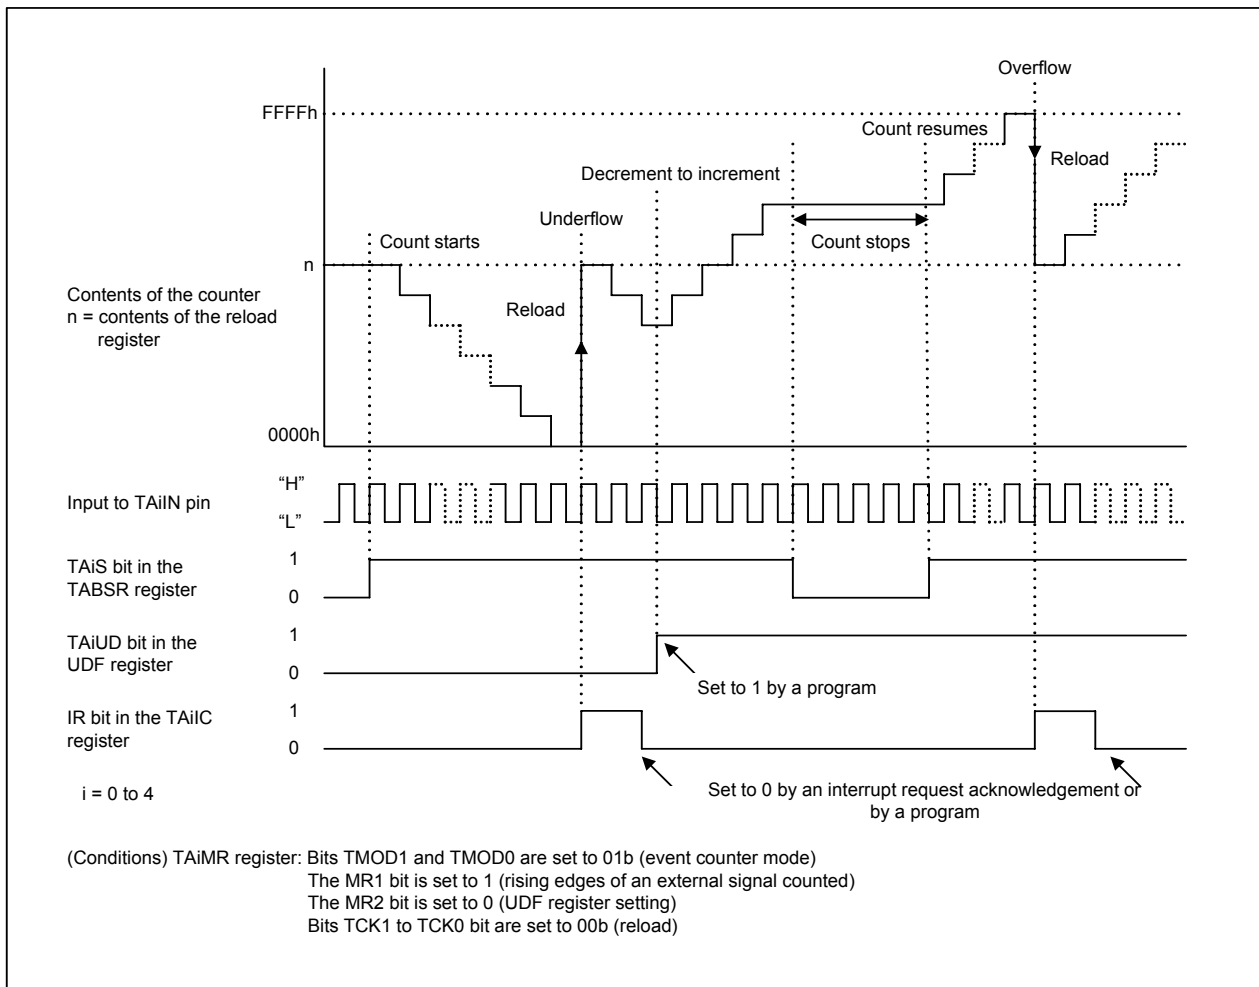 Overflow
FFFFh
Count resumes
Reload
Decrement to increment
Underflow
Count starts
Count stops
n
Contents of the counter
n = contents of the reload
register
Reload
0000h
“H”
Input to TAiIN pin
“L”
TAiS bit in the
TABSR register
1
0
TAiUD bit in the
UDF register
1
0
Set to 1 by a program
IR bit in the TAiIC
register
1
0
i = 0 to 4
Set to 0 by an interrupt request acknowledgement or
by a program
(Conditions) TAiMR register: Bits TMOD1 and TMOD0 are set to 01b (event counter mode)
The MR1 bit is set to 1 (rising edges of an external signal counted)
The MR2 bit is set to 0 (UDF register setting)
Bits TCK1 to TCK0 bit are set to 00b (reload)